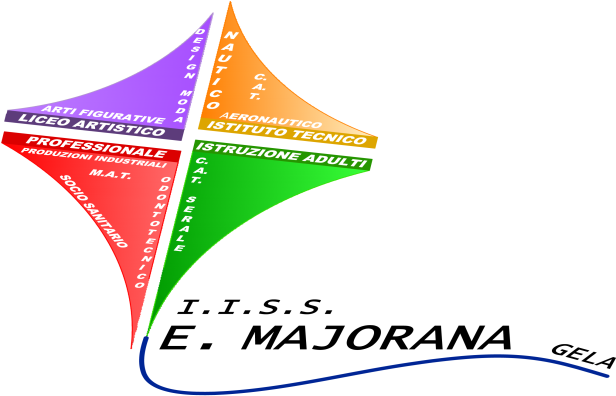 DESIGN MODA
ARTI FIGURATIVE
LICEO ARTISTICO
NAUTICO
C.A.T.
AERONAUTICO
ISTITUTO TECNICO
PROFESSIONALE
PRODUZIONI INDUSTRIALI
M.A.T.
SOCIO SANITARIO
ODONTOTECNICO
ISTRUZIONE ADULTI
C.A.T. SERALE
I.I.S.S.
E. MAJORANA
GELA